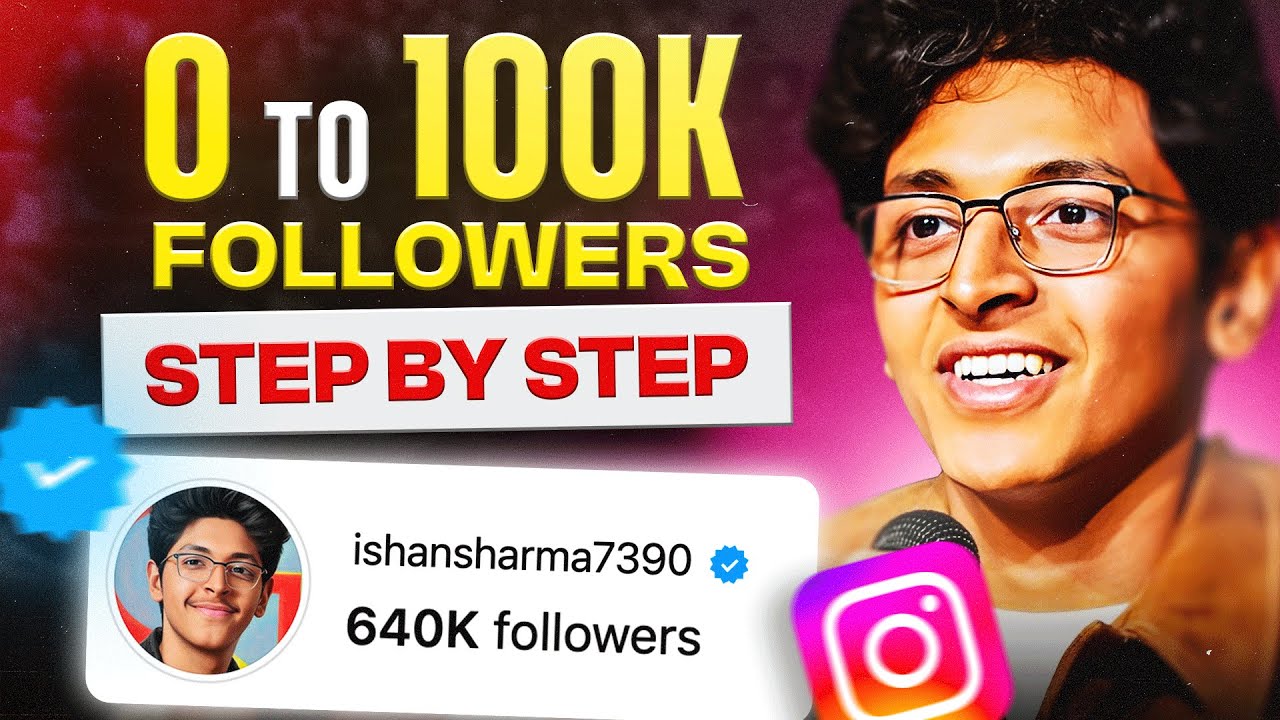 0 TO 100K
FOLLOWERS
STEP BY STEP
ishansharma7390
640K followers